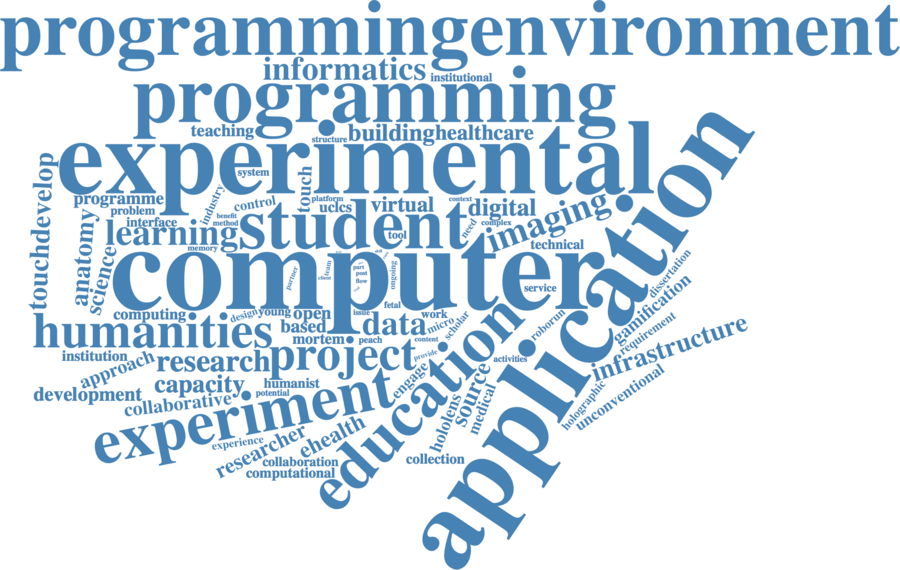 programmingenvironment
informatics
institutional
programming
teaching
structure
buildinghealthcare
experimental
system
touchdevelop
programme
problem
interface
industry
benefit
method
control
touch
platform
uclcs
virtual
context
digital
need
complex
imaging
technical
anatomy
science
learning
memory
student
tool
computer
partner
team
client
part
post
flow
ongoing
service
fetal
issue
application
dissertation
gamification
requirement
infrastructure
holographic
unconventional
computing
design
young
open
work
humanities
based
data
micro
scholar
mortem
peach
content
roborun
institution
approach
research
project
provide
activities
education
development
capacity
humanist
potential
engage
source
collaborative
experiment
hololens
medical
experience
researcher
ehealth
collaboration
computational
collection